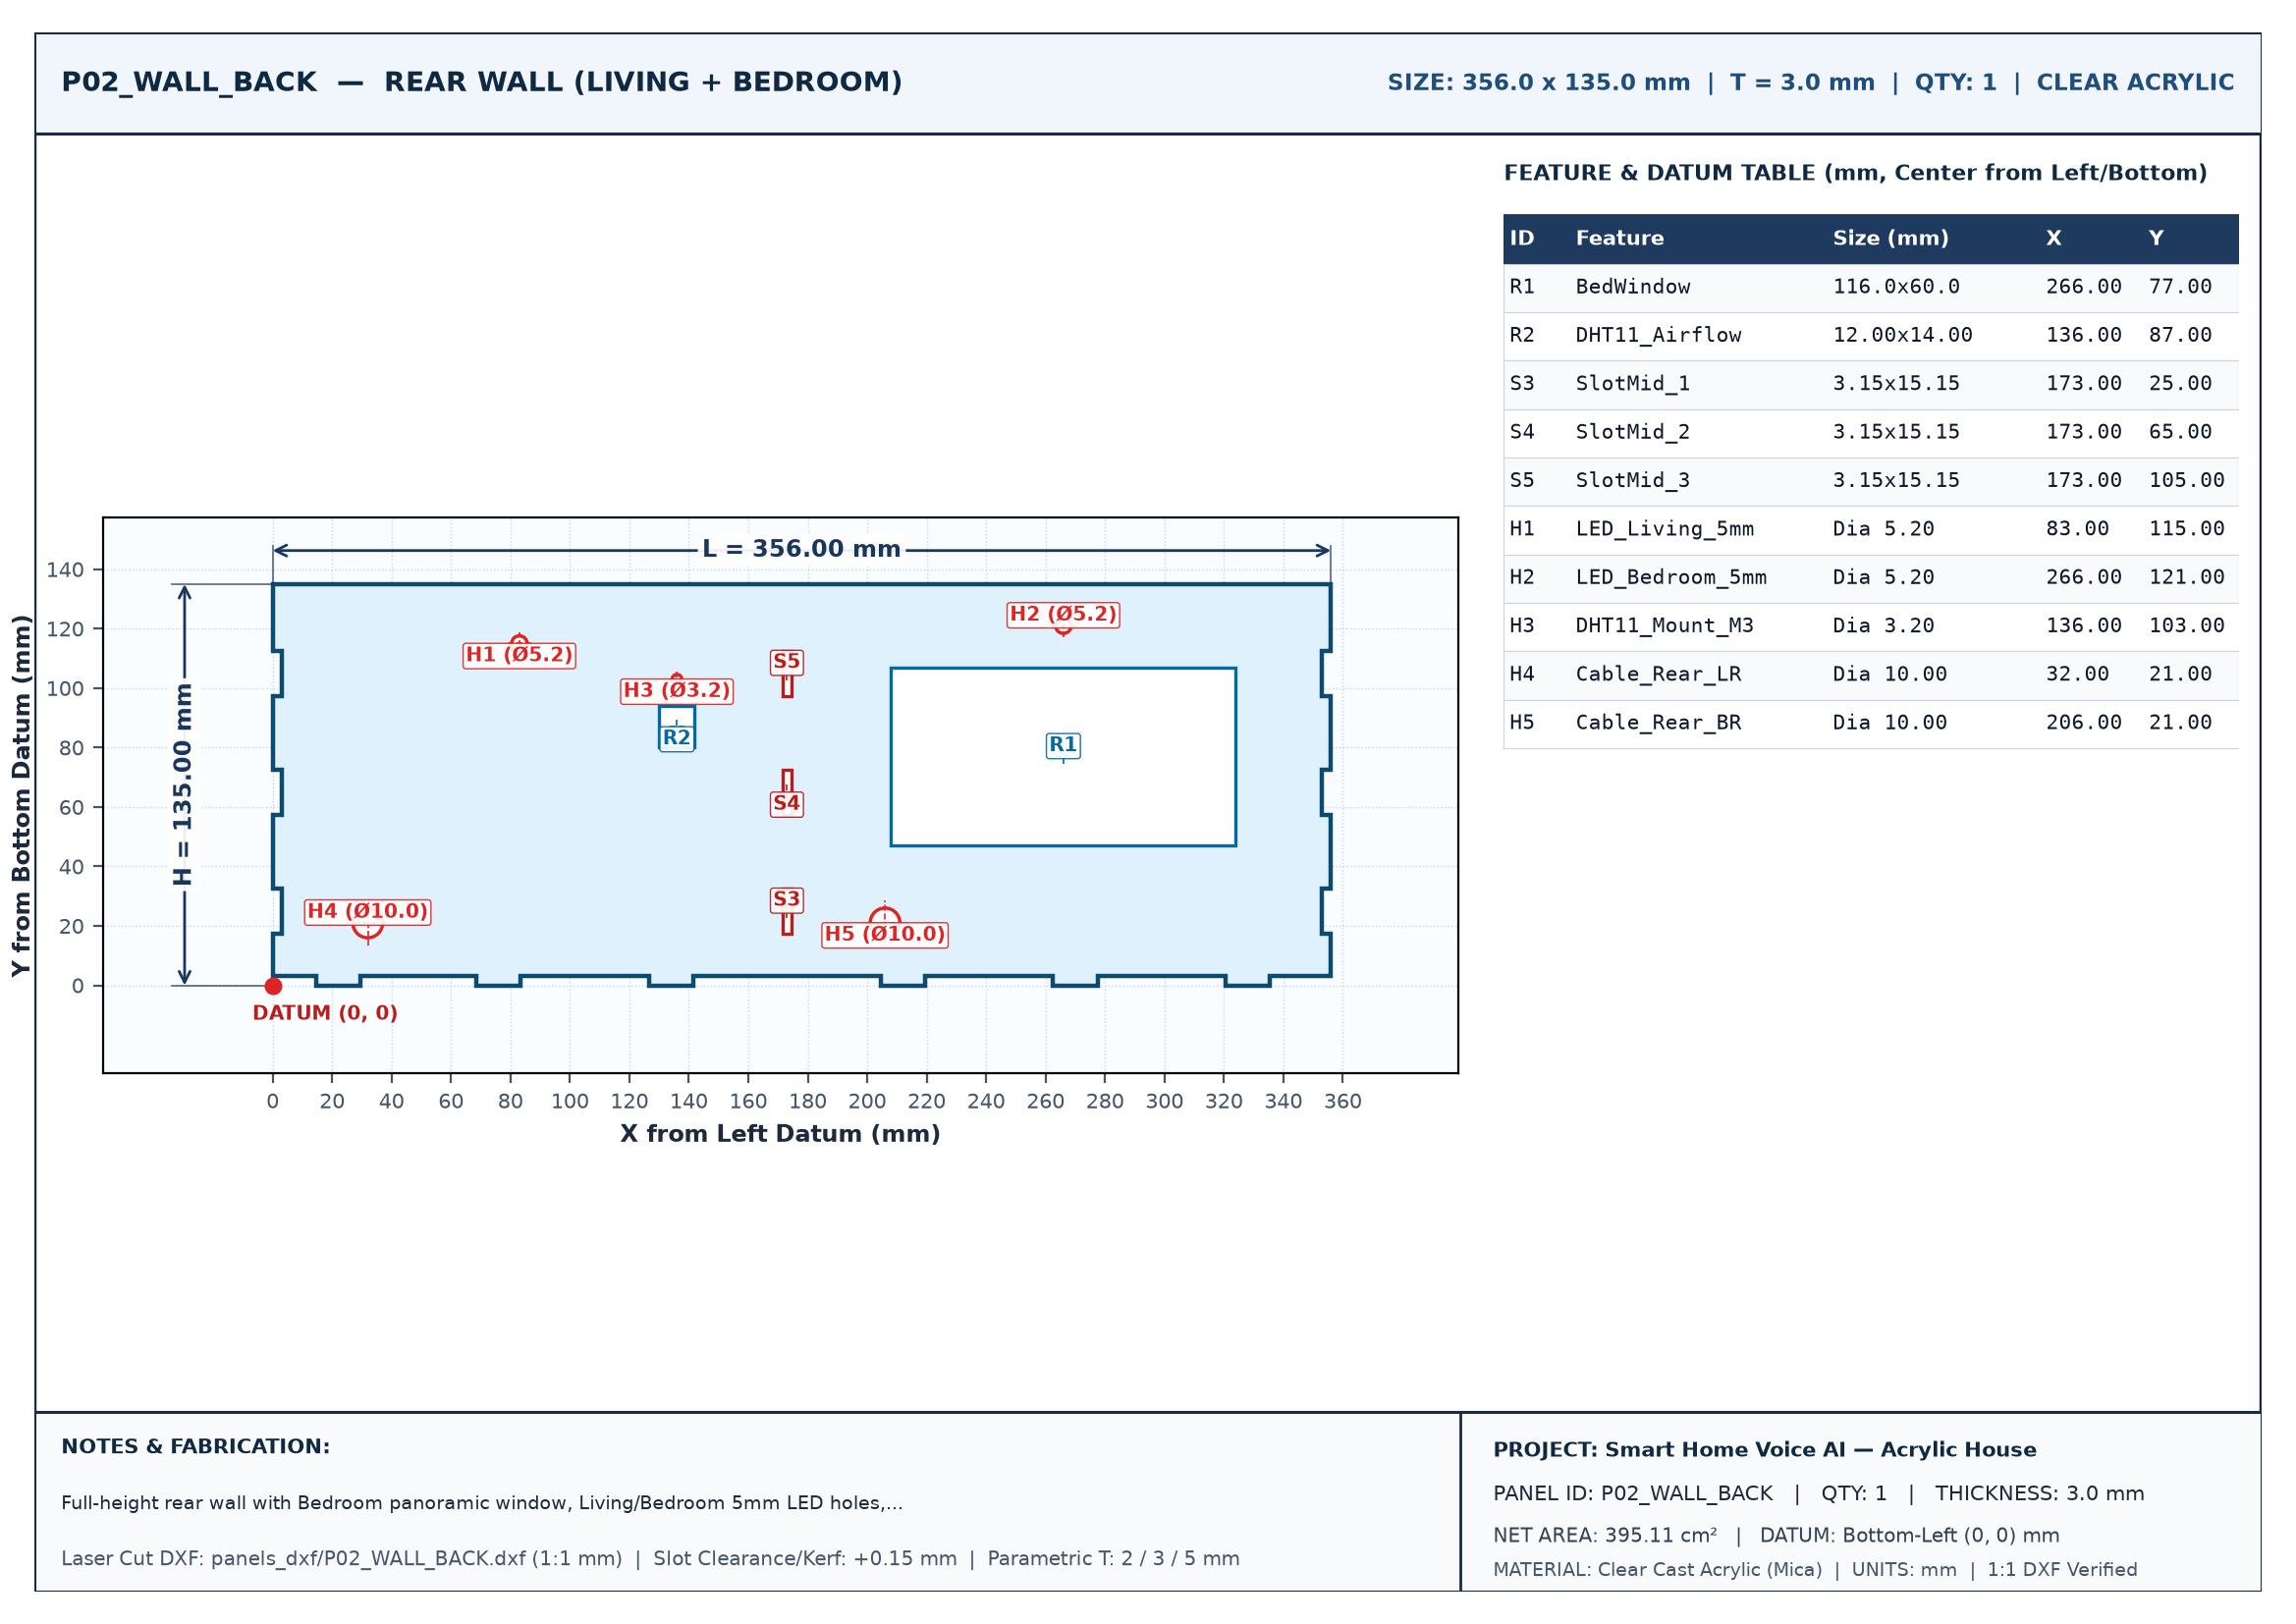 P02_WALL_BACK — REAR WALL (LIVING + BEDROOM)
SIZE: 356.0 x 135.0 mm | T = 3.0 mm | QTY: 1 | CLEAR ACRYLIC
FEATURE & DATUM TABLE (mm, Center from Left/Bottom)
ID Feature Size (mm) X Y
R1 BedWindow 116.0x60.0 266.00 77.00
R2 DHT11_Airflow 12.00x14.00 136.00 87.00
S3 SlotMid_1 3.15x15.15 173.00 25.00
S4 SlotMid_2 3.15x15.15 173.00 65.00
S5 SlotMid_3 3.15x15.15 173.00 105.00
H1 LED_Living_5mm Dia 5.20 83.00 115.00
H2 LED_Bedroom_5mm Dia 5.20 266.00 121.00
H3 DHT11_Mount_M3 Dia 3.20 136.00 103.00
H4 Cable_Rear_LR Dia 10.00 32.00 21.00
H5 Cable_Rear_BR Dia 10.00 206.00 21.00
L = 356.00 mm
H = 135.00 mm
Y from Bottom Datum (mm)
140
120
100
80
60
40
20
0
H2 (Ø5.2)
H1 (Ø5.2)
S5
H3 (Ø3.2)
R2
R1
S4
S3
H4 (Ø10.0)
H5 (Ø10.0)
DATUM (0, 0)
0 20 40 60 80 100 120 140 160 180 200 220 240 260 280 300 320 340 360
X from Left Datum (mm)
NOTES & FABRICATION:
Full-height rear wall with Bedroom panoramic window, Living/Bedroom 5mm LED holes,...
Laser Cut DXF: panels_dxf/P02_WALL_BACK.dxf (1:1 mm) | Slot Clearance/Kerf: +0.15 mm | Parametric T: 2 / 3 / 5 mm
PROJECT: Smart Home Voice AI — Acrylic House
PANEL ID: P02_WALL_BACK | QTY: 1 | THICKNESS: 3.0 mm
NET AREA: 395.11 cm² | DATUM: Bottom-Left (0, 0) mm
MATERIAL: Clear Cast Acrylic (Mica) | UNITS: mm | 1:1 DXF Verified